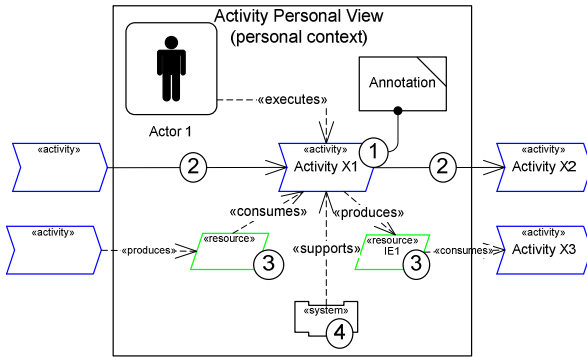 Activity Personal View
(personal context)
Annotation
«executes»
Actor 1
«activity»
«activity»
Activity X1
1
«activity»
Activity X2
2
2
«consumes»
«produces»
«activity»
«produces»
«resource»
3
«supports»
«resource»
IE1
3
«consumes»
«activity»
Activity X3
«system»
4